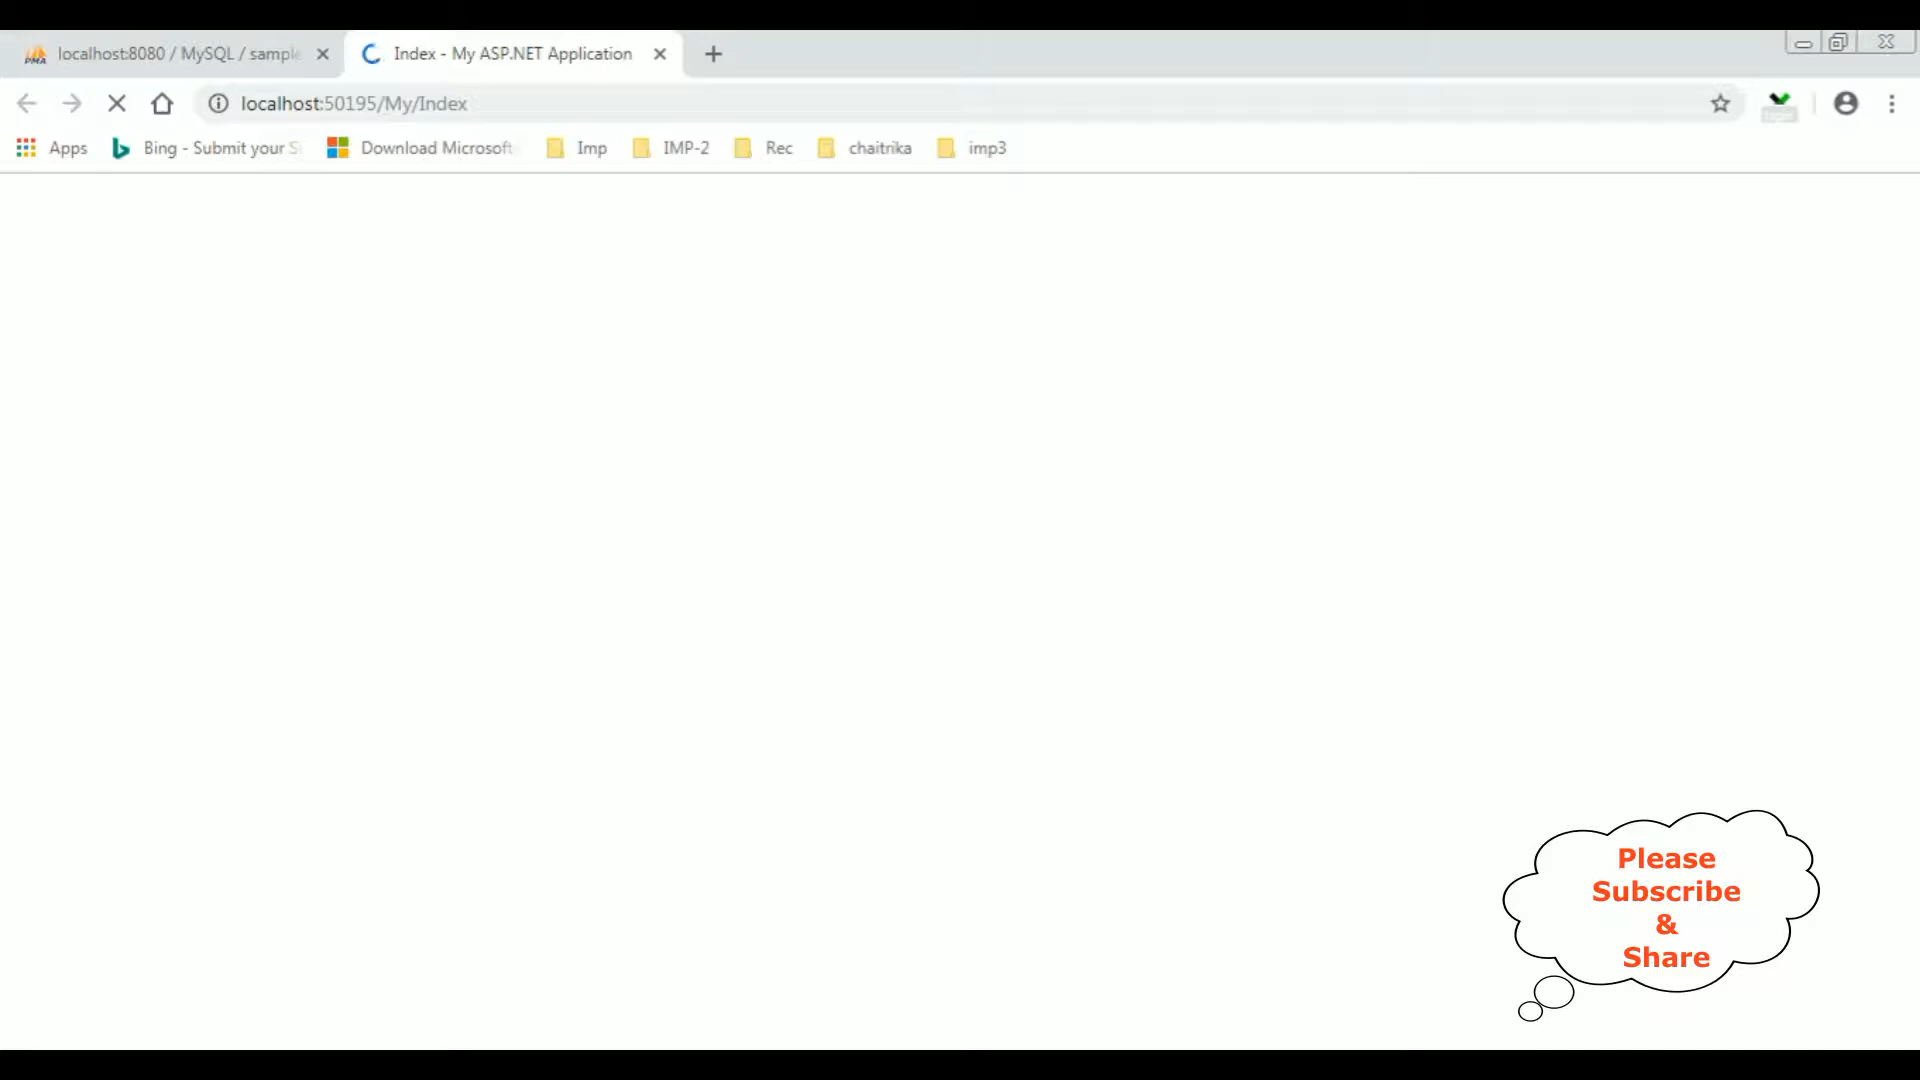 PMA localhost:8080 / MySQL / sample
Index - My ASP.NET Application
localhost:50195/My/Index
Apps
Bing - Submit your S
Download Microsoft
Imp
IMP-2
Rec
chaitrika
imp3
Please
Subscribe
&
Share